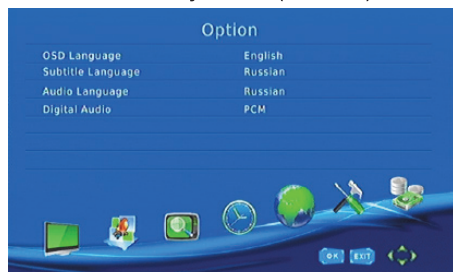 Option
OSD Language English
Subtitle Language Russian
Audio Language Russian
Digital Audio PCM
OK EXIT